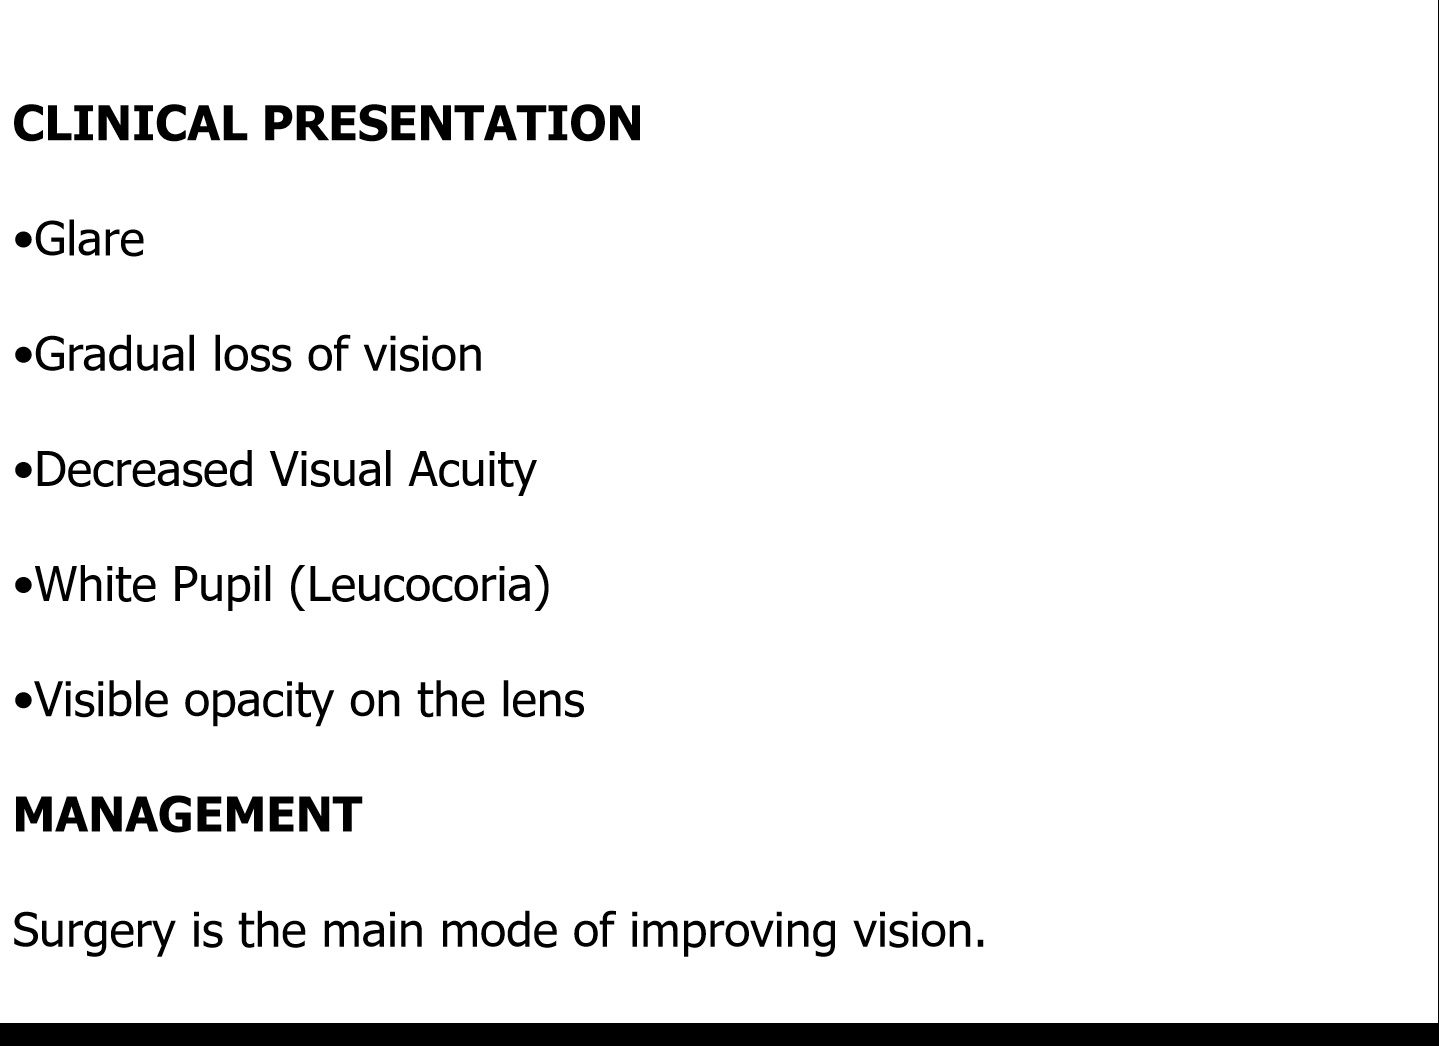 CLINICAL PRESENTATION
•Glare
•Gradual loss of vision
•Decreased Visual Acuity
•White Pupil (Leucocoria)
•Visible opacity on the lens
MANAGEMENT
Surgery is the main mode of improving vision.